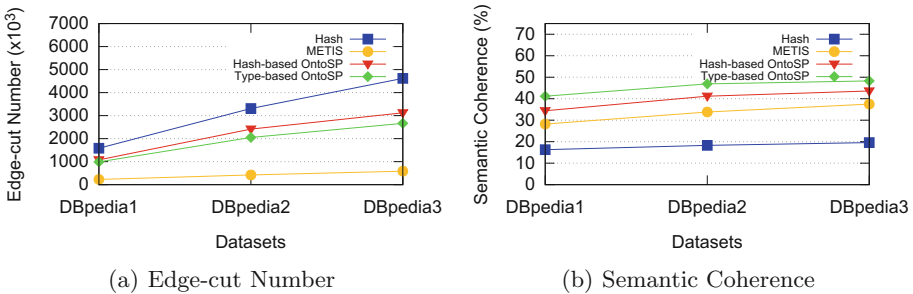 7000
6000
5000
4000
3000
2000
1000
0
Edge-cut Number (x10³)
Hash
METIS
Hash-based OntoSP
Type-based OntoSP
DBpedia1 DBpedia2 DBpedia3
Datasets
(a) Edge-cut Number
70
60
50
40
30
20
10
0
Semantic Coherence (%)
Hash
METIS
Hash-based OntoSP
Type-based OntoSP
DBpedia1 DBpedia2 DBpedia3
Datasets
(b) Semantic Coherence